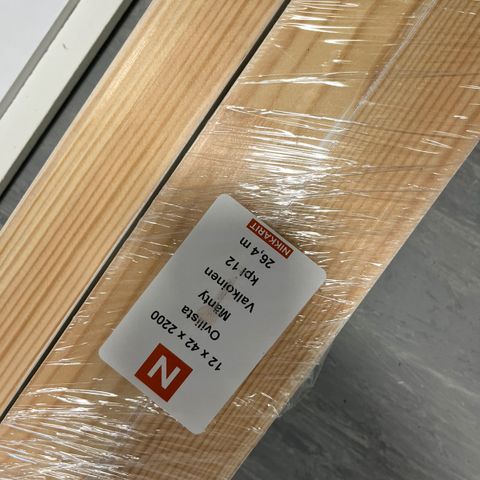 N
12 x 42 x 2200
Ovilista
Mänty
Valkoinen
kpl 12
26,4 m
NIKKARIT